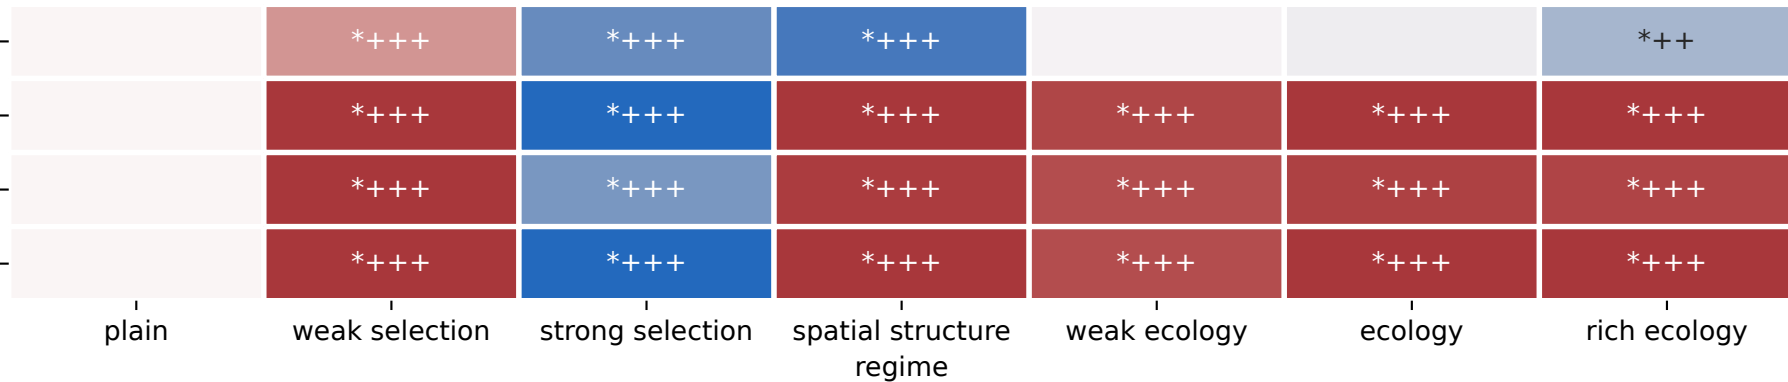 *+++ *+++ *+++ *++
*+++ *+++ *+++ *+++ *+++ *+++
*+++ *+++ *+++ *+++ *+++ *+++
*+++ *+++ *+++ *+++ *+++ *+++
plain weak selection strong selection spatial structure weak ecology ecology rich ecology
regime